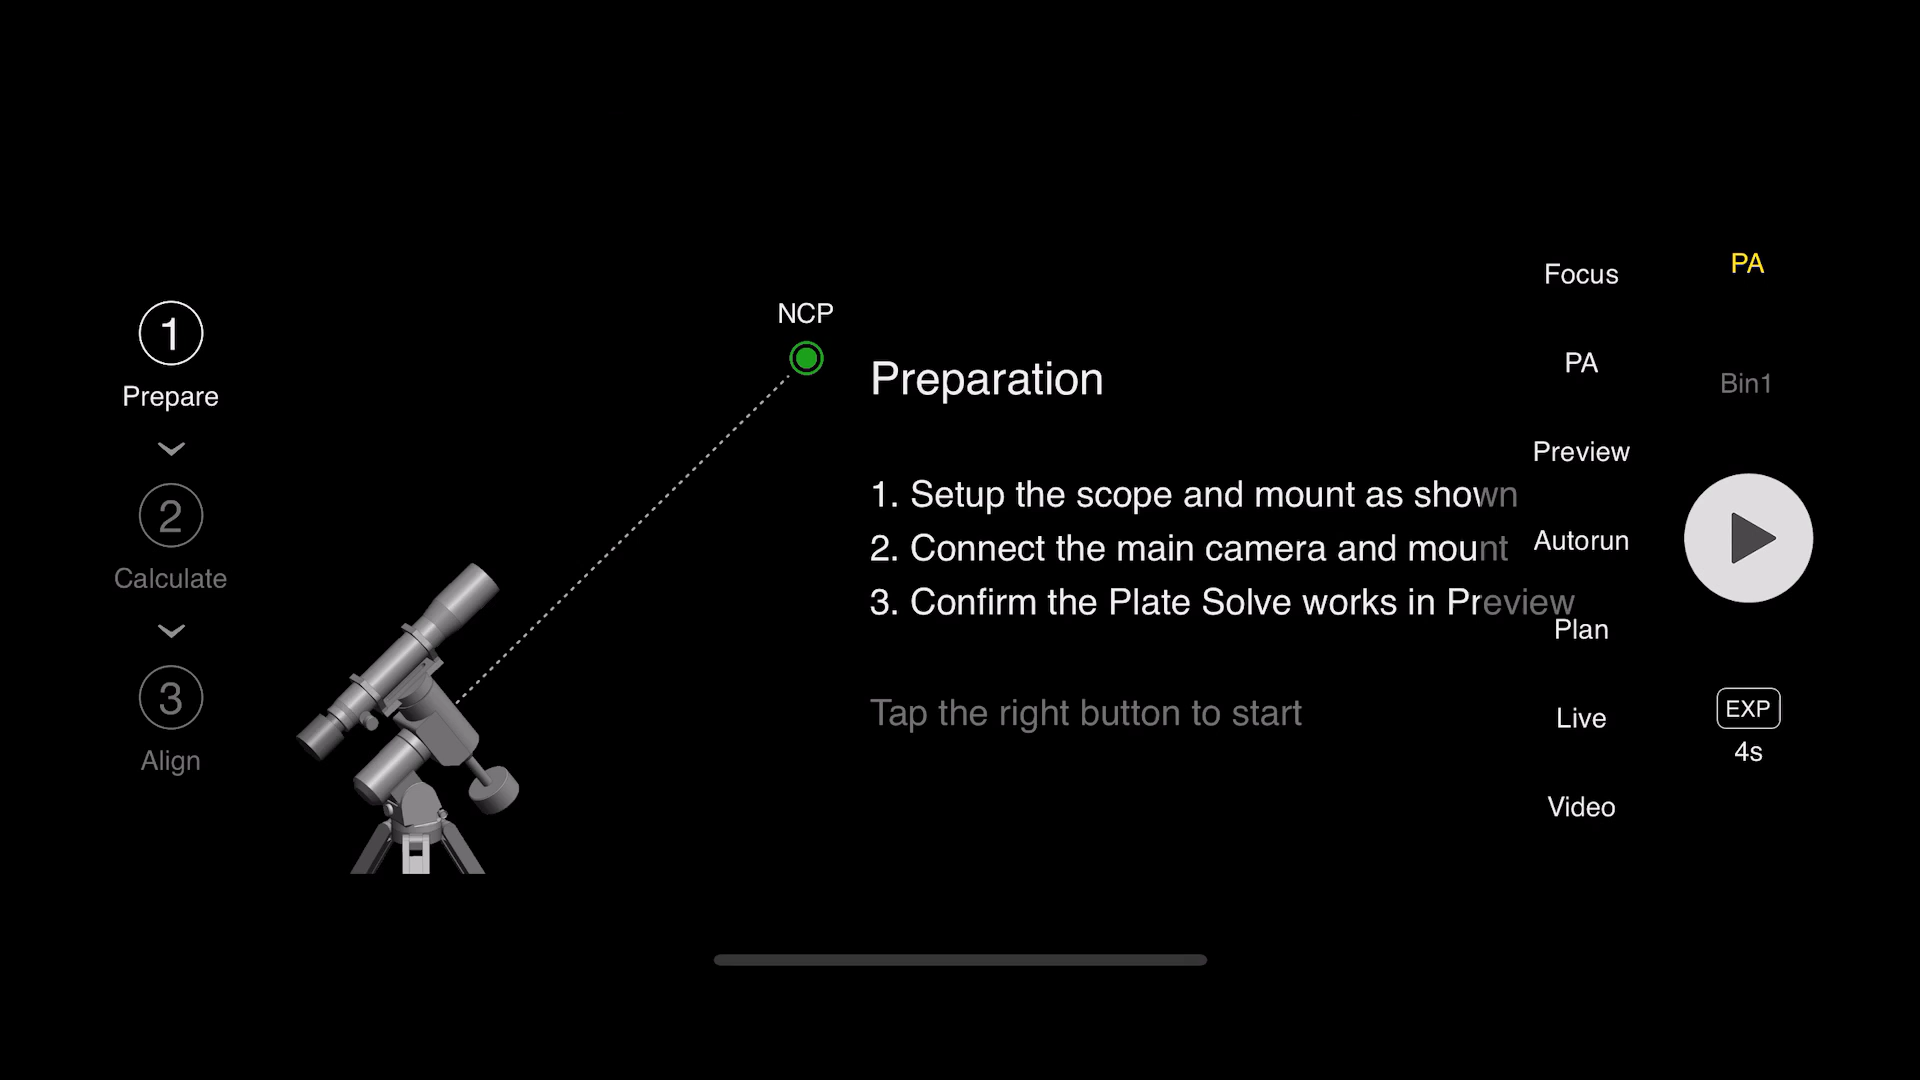 1
Prepare
2
Calculate
3
Align
NCP
Preparation
1. Setup the scope and mount as shown
2. Connect the main camera and mount
3. Confirm the Plate Solve works in Preview
Tap the right button to start
Focus
PA
Preview
Autorun
Plan
Live
Video
PA
Bin1
EXP
4s